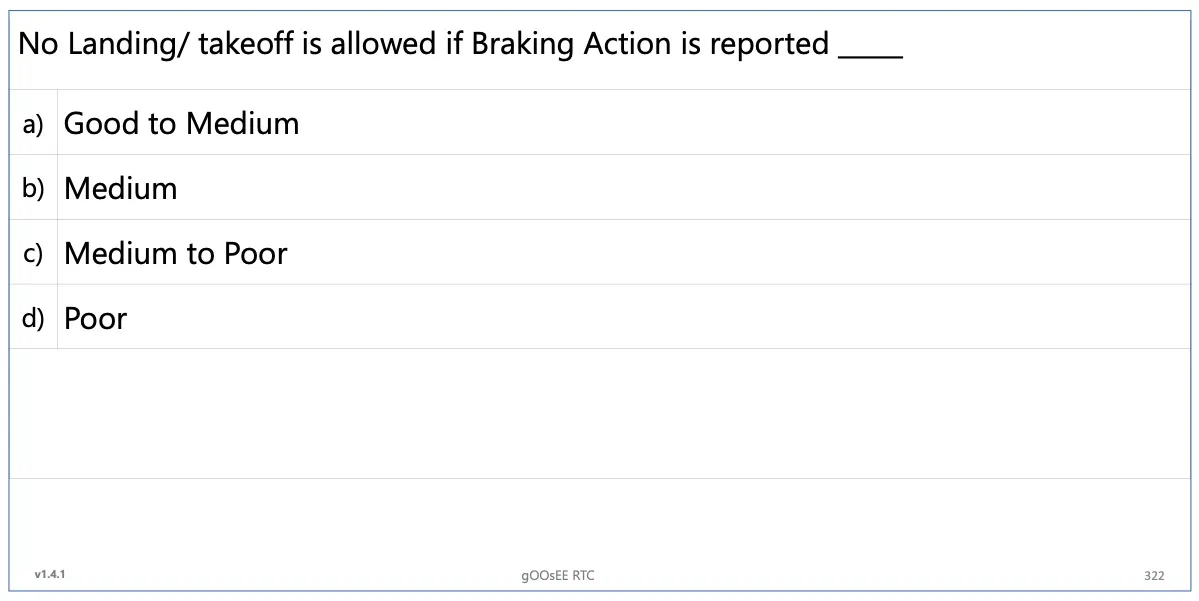 No Landing/ takeoff is allowed if Braking Action is reported _____
a) Good to Medium
b) Medium
c) Medium to Poor
d) Poor
v1.4.1 gOOsEE RTC 322